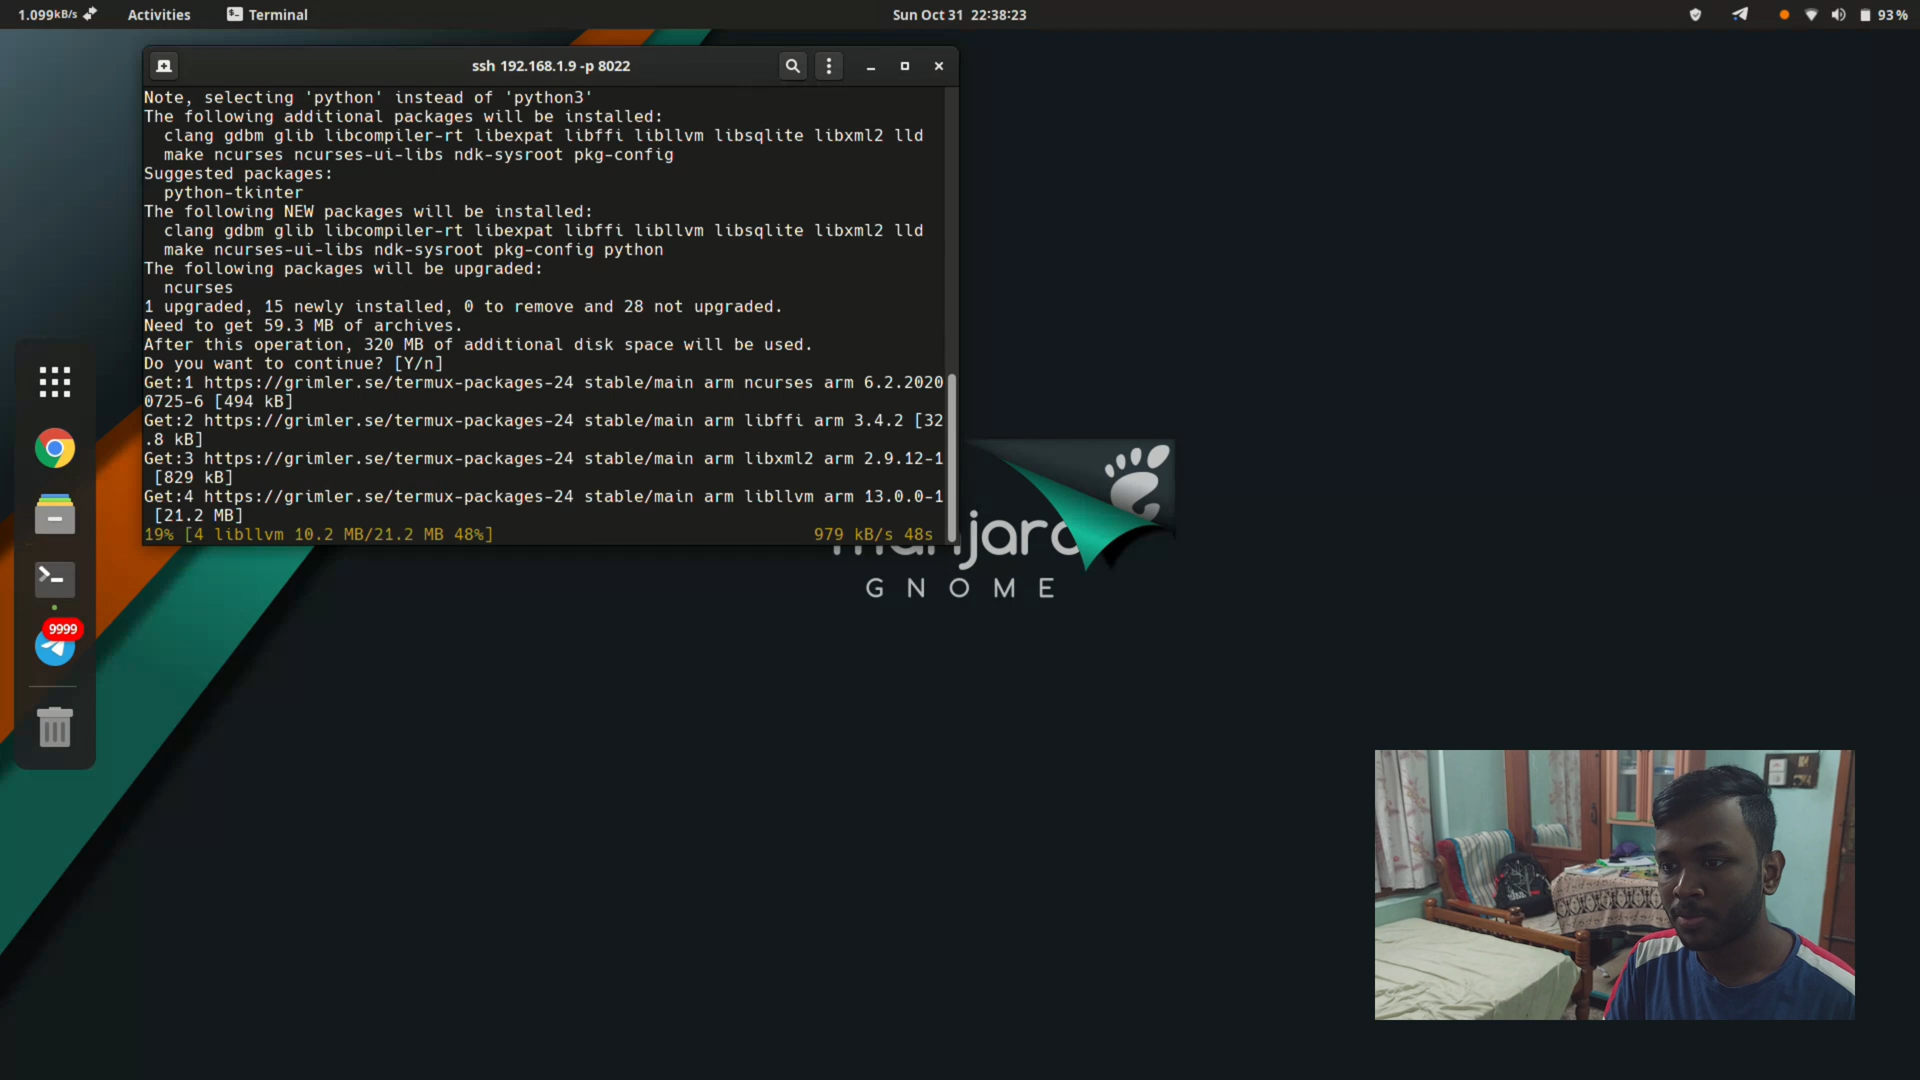 1.099kB/s Activities Terminal Sun Oct 31 22:38:23 93%
ssh 192.168.1.9 -p 8022
Note, selecting 'python' instead of 'python3'
The following additional packages will be installed:
clang gdbm glib libcompiler-rt libexpat libffi libllvm libsqlite libxml2 lld
make ncurses ncurses-ui-libs ndk-sysroot pkg-config
Suggested packages:
python-tkinter
The following NEW packages will be installed:
clang gdbm glib libcompiler-rt libexpat libffi libllvm libsqlite libxml2 lld
make ncurses-ui-libs ndk-sysroot pkg-config python
The following packages will be upgraded:
ncurses
1 upgraded, 15 newly installed, 0 to remove and 28 not upgraded.
Need to get 59.3 MB of archives.
After this operation, 320 MB of additional disk space will be used.
Do you want to continue? [Y/n]
Get:1 https://grimler.se/termux-packages-24 stable/main arm ncurses arm 6.2.2020
0725-6 [494 kB]
Get:2 https://grimler.se/termux-packages-24 stable/main arm libffi arm 3.4.2 [32
.8 kB]
Get:3 https://grimler.se/termux-packages-24 stable/main arm libxml2 arm 2.9.12-1
[829 kB]
Get:4 https://grimler.se/termux-packages-24 stable/main arm libllvm arm 13.0.0-1
[21.2 MB]
19% [4 libllvm 10.2 MB/21.2 MB 48%] 979 kB/s 48s
GNOME
9999